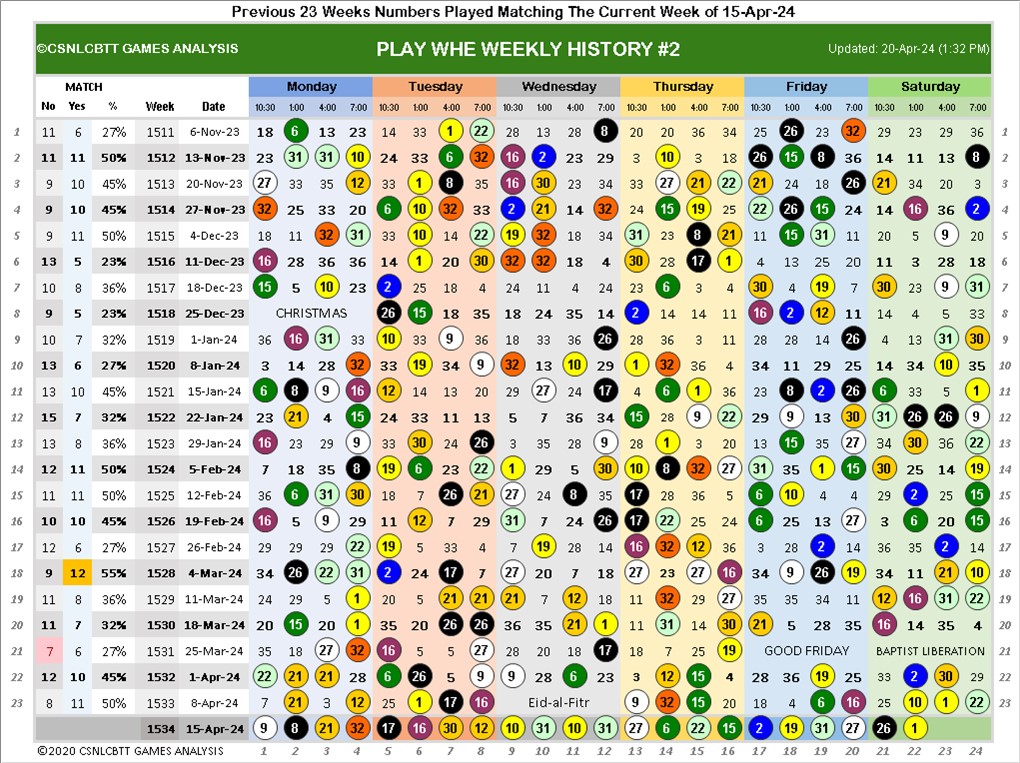 Previous 23 Weeks Numbers Played Matching The Current Week of 15-Apr-24
©CSNLCBTT GAMES ANALYSIS PLAY WHE WEEKLY HISTORY #2 Updated: 20-Apr-24 (1:32 PM)
MATCH Monday Tuesday Wednesday Thursday Friday Saturday
No Yes % Week Date 10:30 1:00 4:00 7:00 10:30 1:00 4:00 7:00 10:30 1:00 4:00 7:00 10:30 1:00 4:00 7:00 10:30 1:00 4:00 7:00 10:30 1:00 4:00 7:00
1 11 6 27% 1511 6-Nov-23 18 6 13 23 14 33 1 22 28 13 28 8 20 20 36 34 25 26 23 32 29 23 29 36 1
2 11 11 50% 1512 13-Nov-23 23 31 31 10 24 33 6 32 16 2 23 29 3 10 3 18 26 15 8 36 14 11 13 8 2
3 9 10 45% 1513 20-Nov-23 27 33 35 12 33 1 8 35 16 30 23 34 33 27 21 22 21 24 18 26 21 34 20 3 3
4 9 10 45% 1514 27-Nov-23 32 25 33 20 6 10 32 33 2 21 14 32 24 15 19 25 22 26 15 24 14 16 36 2 4
5 9 11 50% 1515 4-Dec-23 18 11 32 31 33 10 14 22 19 32 18 34 31 23 8 21 11 15 31 11 20 5 9 20 5
6 13 5 23% 1516 11-Dec-23 16 28 36 36 14 1 20 30 32 32 18 4 30 28 17 1 4 13 25 20 11 3 28 18 6
7 10 8 36% 1517 18-Dec-23 15 5 10 23 2 25 18 7 24 11 4 24 23 6 3 4 30 4 19 7 30 23 9 31 7
8 9 5 23% 1518 25-Dec-23 CHRISTMAS 26 15 18 35 18 24 35 14 2 14 14 11 16 2 12 11 14 4 5 33 8
9 10 7 32% 1519 1-Jan-24 36 16 31 33 10 33 9 36 18 33 36 26 28 36 3 11 28 28 14 26 24 23 31 30 9
10 13 6 27% 1520 8-Jan-24 3 14 28 32 33 19 34 9 32 13 10 29 1 32 4 18 34 11 29 25 14 34 10 35 10
11 13 10 45% 1521 15-Jan-24 6 8 9 16 12 14 13 20 29 27 24 17 4 6 1 36 23 8 2 26 6 33 5 1 11
12 15 7 32% 1522 22-Jan-24 23 21 4 15 24 33 11 13 5 7 36 34 15 28 9 22 29 9 13 30 31 26 26 9 12
13 13 8 36% 1523 29-Jan-24 16 23 29 9 33 30 24 26 3 35 28 9 28 1 3 20 13 15 35 27 34 30 36 22 13
14 12 11 50% 1524 5-Feb-24 7 18 35 8 19 6 23 22 1 29 5 30 10 8 32 27 31 35 1 15 30 25 14 19 14
15 11 11 50% 1525 12-Feb-24 36 6 31 30 18 7 26 21 27 24 8 35 17 28 36 5 6 10 4 4 29 2 25 15 15
16 10 10 45% 1526 19-Feb-24 16 5 9 29 11 12 7 29 31 7 24 26 17 22 25 24 6 25 13 27 3 6 20 15 16
17 12 6 27% 1527 26-Feb-24 29 29 29 22 19 5 33 4 7 19 28 14 16 32 12 36 3 28 2 14 36 35 2 14 17
18 9 12 55% 1528 4-Mar-24 34 26 22 31 2 24 17 7 27 20 7 18 27 23 27 16 34 9 26 19 34 11 21 10 18
19 11 8 36% 1529 11-Mar-24 24 29 5 1 20 5 21 21 21 7 12 18 11 32 29 27 35 35 34 11 12 16 31 22 19
20 11 7 32% 1530 18-Mar-24 20 15 20 1 35 20 26 26 36 35 21 1 11 31 14 30 21 5 28 35 16 14 35 4 20
21 7 6 27% 1531 25-Mar-24 35 18 27 32 16 5 5 27 28 20 18 17 18 7 25 19 GOOD FRIDAY BAPTIST LIBERATION 21
22 12 10 45% 1532 1-Apr-24 22 21 21 28 6 26 5 9 9 28 6 23 3 12 15 4 28 36 19 25 33 2 30 29 22
23 8 11 50% 1533 8-Apr-24 7 21 3 12 25 1 17 16 Eid-al-Fitr 9 32 15 4 28 3 6 16 25 10 1 22 23
1534 15-Apr-24 9 8 21 32 17 16 30 12 10 31 10 31 27 6 22 15 2 19 31 27 26 1
©2020 CSNLCBTT GAMES ANALYSIS 1 2 3 4 5 6 7 8 9 10 11 12 13 14 15 16 17 18 19 20 21 22 23 24